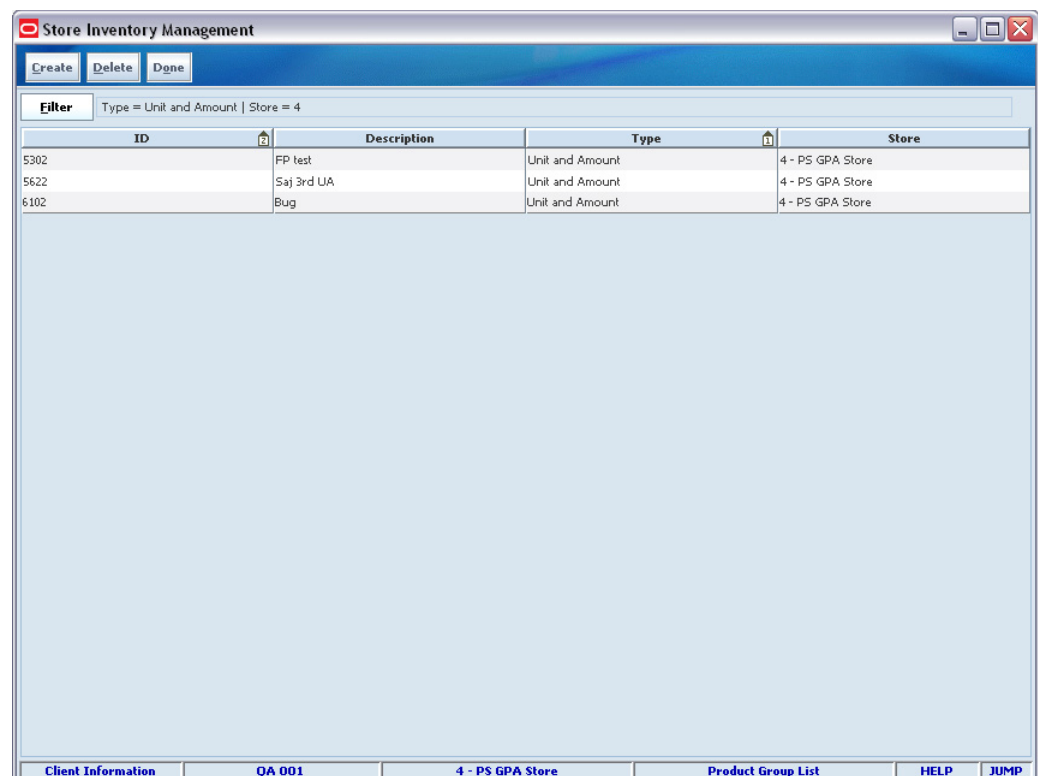 Store Inventory Management
Create Delete Done
Filter Type = Unit and Amount | Store = 4
ID 2 Description Type 1 Store
5302 FP test Unit and Amount 4 - PS GPA Store
5622 Saj 3rd UA Unit and Amount 4 - PS GPA Store
6102 Bug Unit and Amount 4 - PS GPA Store
Client Information QA 001 4 - PS GPA Store Product Group List HELP JUMP